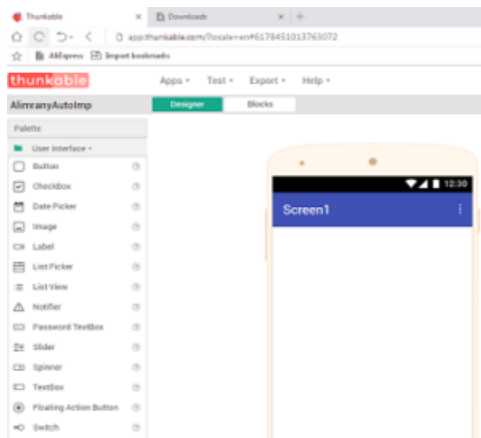 Thunkable
Downloads
app.thunkable.com/?locale=en#6178451013763072
AliExpress Import bookmarks
thunkable Apps Test Export Help
AlimranyAutoImp Designer Blocks
Palette
User Interface
Button
CheckBox
Date Picker
Image
Label
List Picker
List View
Notifier
Password TextBox
Slider
Spinner
TextBox
Floating Action Button
Switch
12:30
Screen1